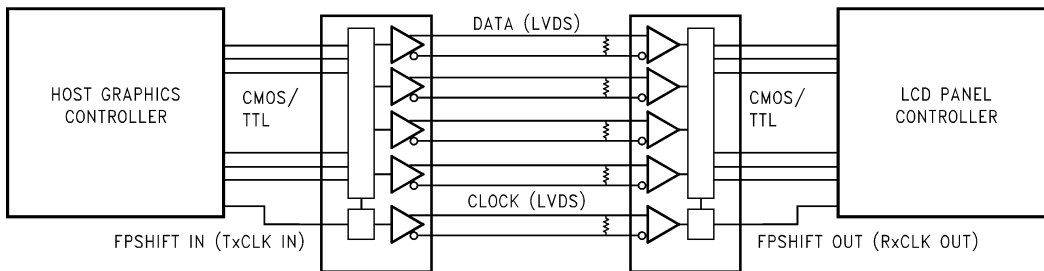 DATA (LVDS)
HOST GRAPHICS
CONTROLLER
CMOS/
TTL
CMOS/
TTL
LCD PANEL
CONTROLLER
CLOCK (LVDS)
FPSHIFT IN (TxCLK IN)
FPSHIFT OUT (RxCLK OUT)